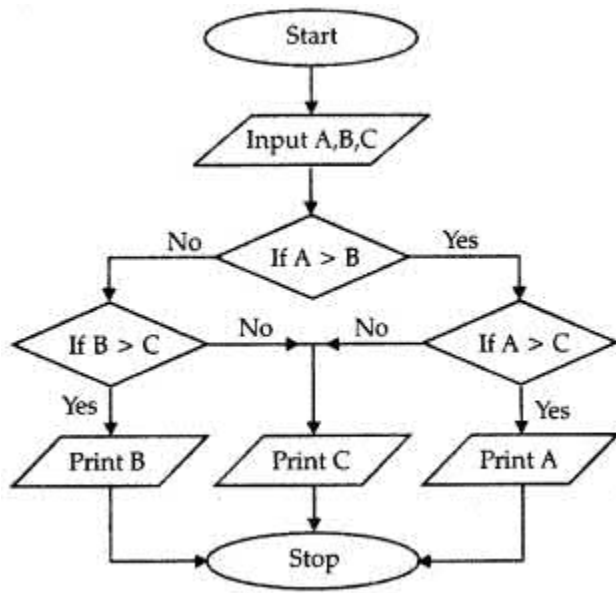 Start
Input A,B,C
If A > B
No
Yes
If B > C
No
No
If A > C
Yes
Yes
Print B
Print C
Print A
Stop